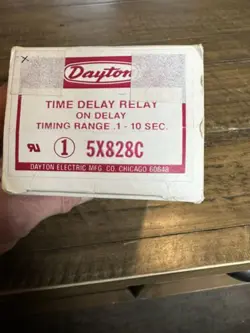 Dayton
TIME DELAY RELAY
ON DELAY
TIMING RANGE .1 - 10 SEC.
1 5X828C
DAYTON ELECTRIC MFG. CO. CHICAGO 60648